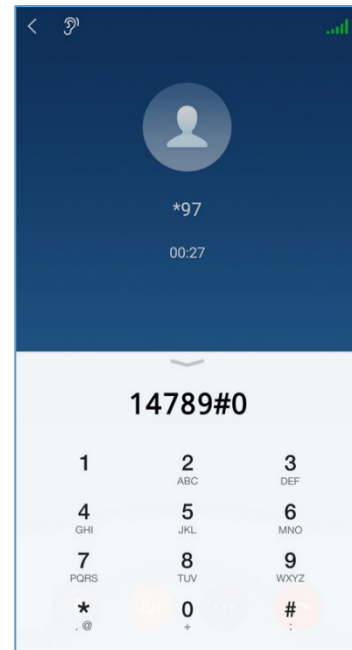 *97
00:27
14789#0
1 2 3
ABC DEF
4 5 6
GHI JKL MNO
7 8 9
PQRS TUV WXYZ
* 0 #
. @ + :